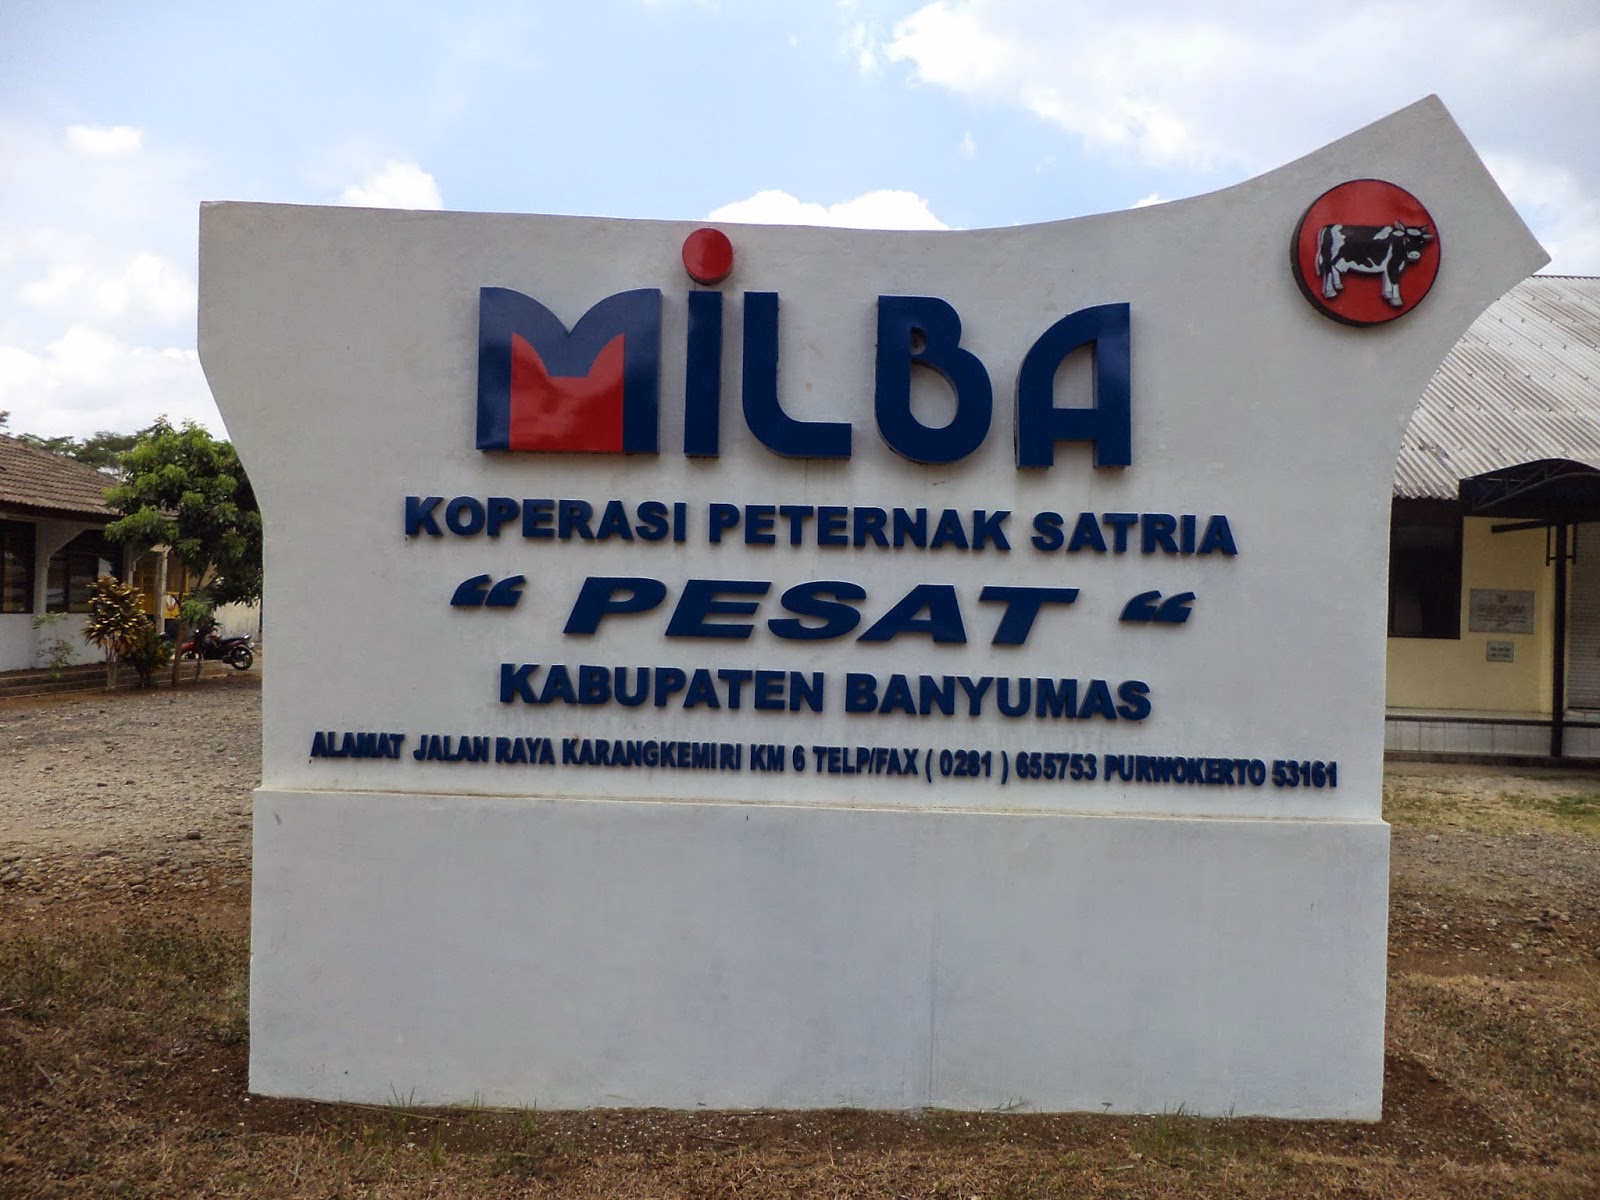 MiLBA
KOPERASI PETERNAK SATRIA
“ PESAT “
KABUPATEN BANYUMAS
ALAMAT JALAN RAYA KARANGKEMIRI KM 6 TELP/FAX ( 0281 ) 655753 PURWOKERTO 53161